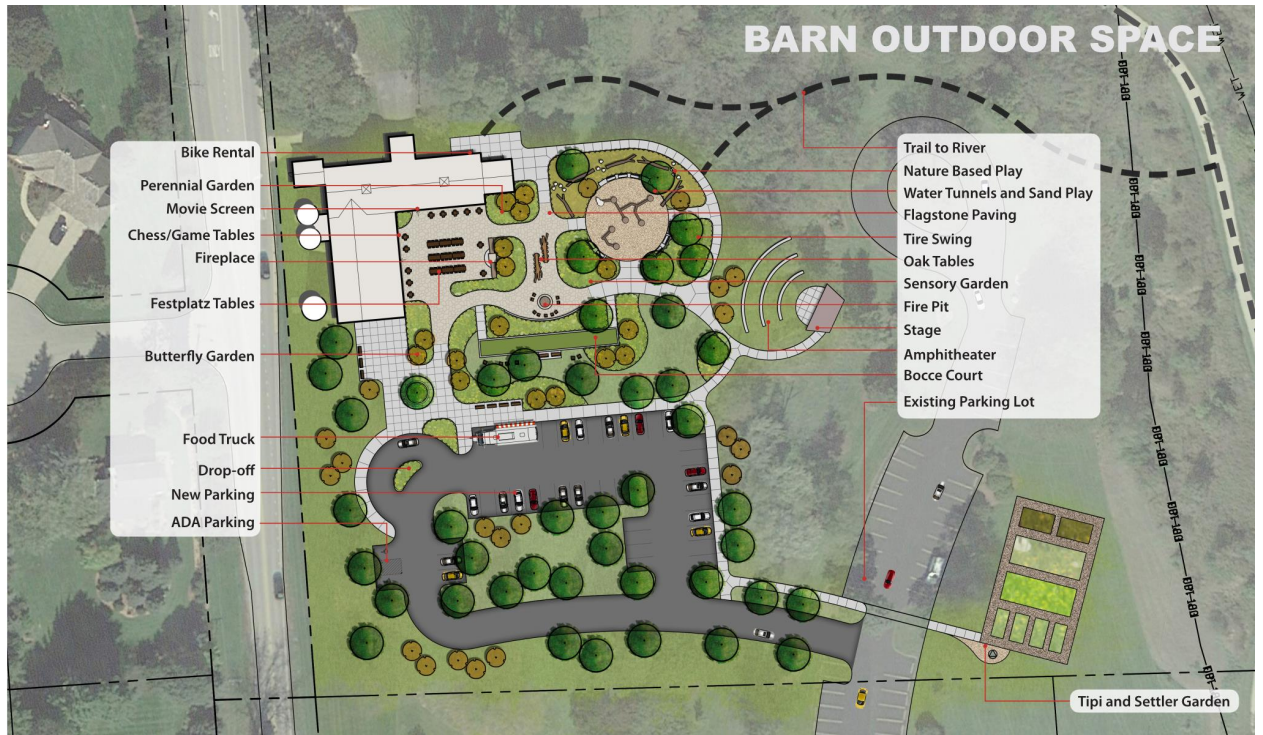 BARN OUTDOOR SPACE
Bike Rental
Perennial Garden
Movie Screen
Chess/Game Tables
Fireplace
Festplatz Tables
Butterfly Garden
Food Truck
Drop-off
New Parking
ADA Parking
Trail to River
Nature Based Play
Water Tunnels and Sand Play
Flagstone Paving
Tire Swing
Oak Tables
Sensory Garden
Fire Pit
Stage
Amphitheater
Bocce Court
Existing Parking Lot
Tipi and Settler Garden
WET